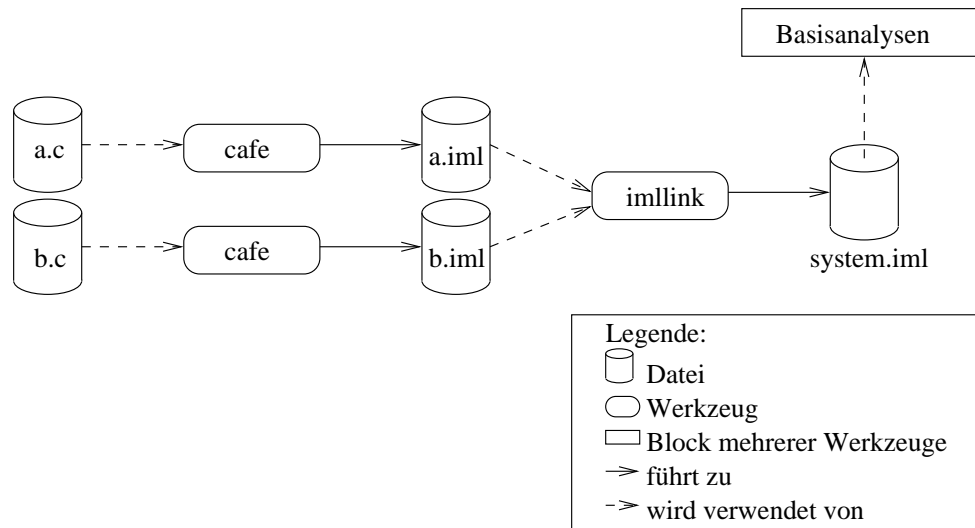 Basisanalysen
a.c
cafe
a.iml
imllink
b.c
cafe
b.iml
system.iml
Legende:
Datei
Werkzeug
Block mehrerer Werkzeuge
führt zu
wird verwendet von